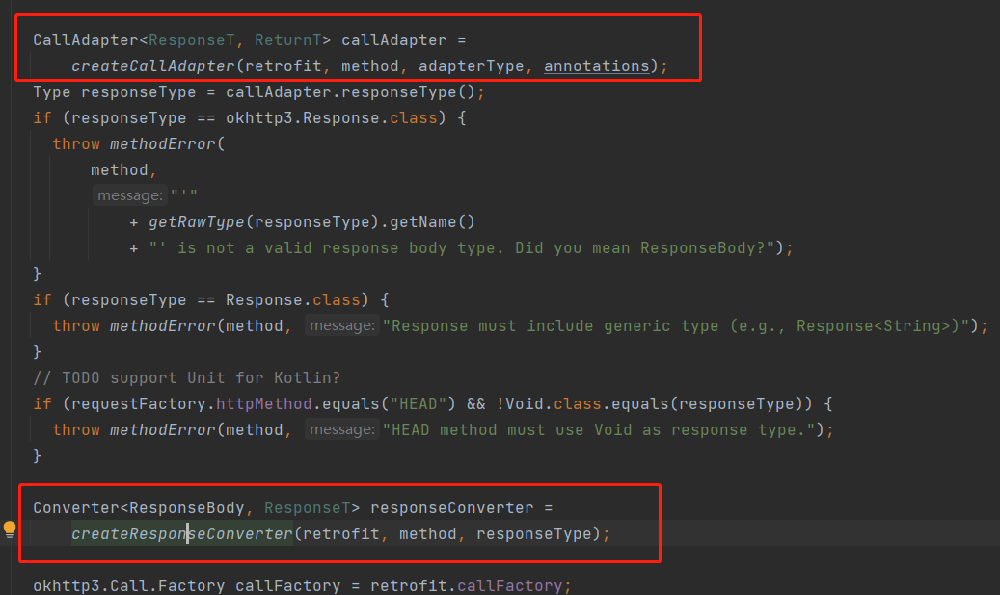 CallAdapter<ResponseT, ReturnT> callAdapter =
createCallAdapter(retrofit, method, adapterType, annotations);
Type responseType = callAdapter.responseType();
if (responseType == okhttp3.Response.class) {
throw methodError(
method,
message: "'"
+ getRawType(responseType).getName()
+ "' is not a valid response body type. Did you mean ResponseBody?");
}
if (responseType == Response.class) {
throw methodError(method, message: "Response must include generic type (e.g., Response<String>)");
}
// TODO support Unit for Kotlin?
if (requestFactory.httpMethod.equals("HEAD") && !Void.class.equals(responseType)) {
throw methodError(method, message: "HEAD method must use Void as response type.");
}
Converter<ResponseBody, ResponseT> responseConverter =
createResponseConverter(retrofit, method, responseType);
okhttp3.Call.Factory callFactory = retrofit.callFactory;